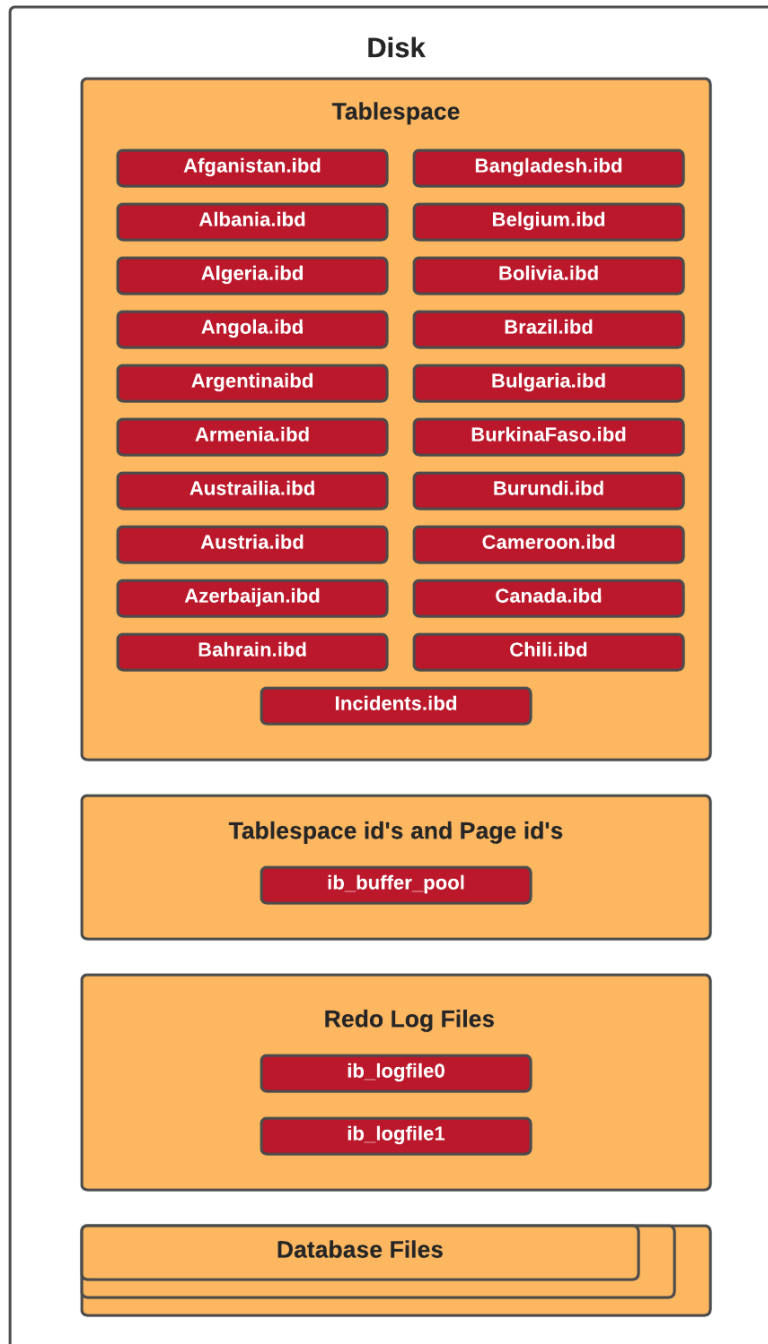 Disk
Tablespace
Afganistan.ibd
Bangladesh.ibd
Albania.ibd
Belgium.ibd
Algeria.ibd
Bolivia.ibd
Angola.ibd
Brazil.ibd
Argentinaibd
Bulgaria.ibd
Armenia.ibd
BurkinaFaso.ibd
Austrailia.ibd
Burundi.ibd
Austria.ibd
Cameroon.ibd
Azerbaijan.ibd
Canada.ibd
Bahrain.ibd
Chili.ibd
Incidents.ibd
Tablespace id's and Page id's
ib_buffer_pool
Redo Log Files
ib_logfile0
ib_logfile1
Database Files